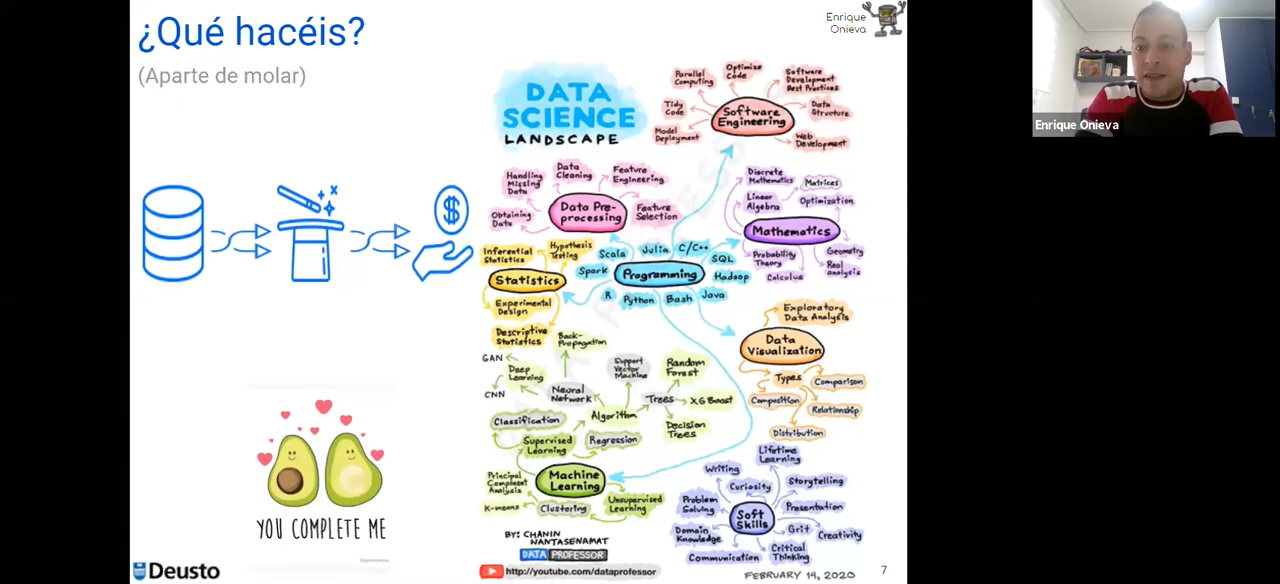 ¿Qué hacéis?
(Aparte de molar)
Enrique
Onieva
Enrique Onieva
DATA
SCIENCE
LANDSCAPE
Software
Engineering
Parallel
Computing
Optimize
Code
Software
Development
Best Practices
Tidy
Code
Data
Structure
Model
Deployment
Web
Development
Data Pre-
processing
Handling
Missing
Data
Data
Cleaning
Feature
Engineering
Obtaining
Data
Feature
Selection
Mathematics
Discrete
Mathematics
Matrices
Linear
Algebra
Optimization
Probability
Theory
Calculus
Geometry
Real
Analysis
Programming
Scala
Julia
C/C++
SQL
Spark
Hadoop
R
Python
Bash
Java
Statistics
Inferential
Statistics
Hypothesis
Testing
Experimental
Design
Descriptive
Statistics
Data
Visualization
Exploratory
Data Analysis
Types
Comparison
Composition
Relationship
Distribution
Back-
Propagation
GAN
Deep
Learning
CNN
Neural
Network
Support
Vector
Machine
Random
Forest
Trees
XG Boost
Decision
Trees
Algorithm
Classification
Supervised
Learning
Regression
Machine
Learning
Principal
Component
Analysis
K-means
Clustering
Unsupervised
Learning
Soft
Skills
Lifetime
Learning
Writing
Curiosity
Storytelling
Problem
Solving
Presentation
Grit
Creativity
Domain
Knowledge
Communication
Critical
Thinking
YOU COMPLETE ME
BY: CHANIN
NANTASENAMAT
DATA PROFESSOR
http://youtube.com/dataprofessor
FEBRUARY 14, 2020
7
Deusto